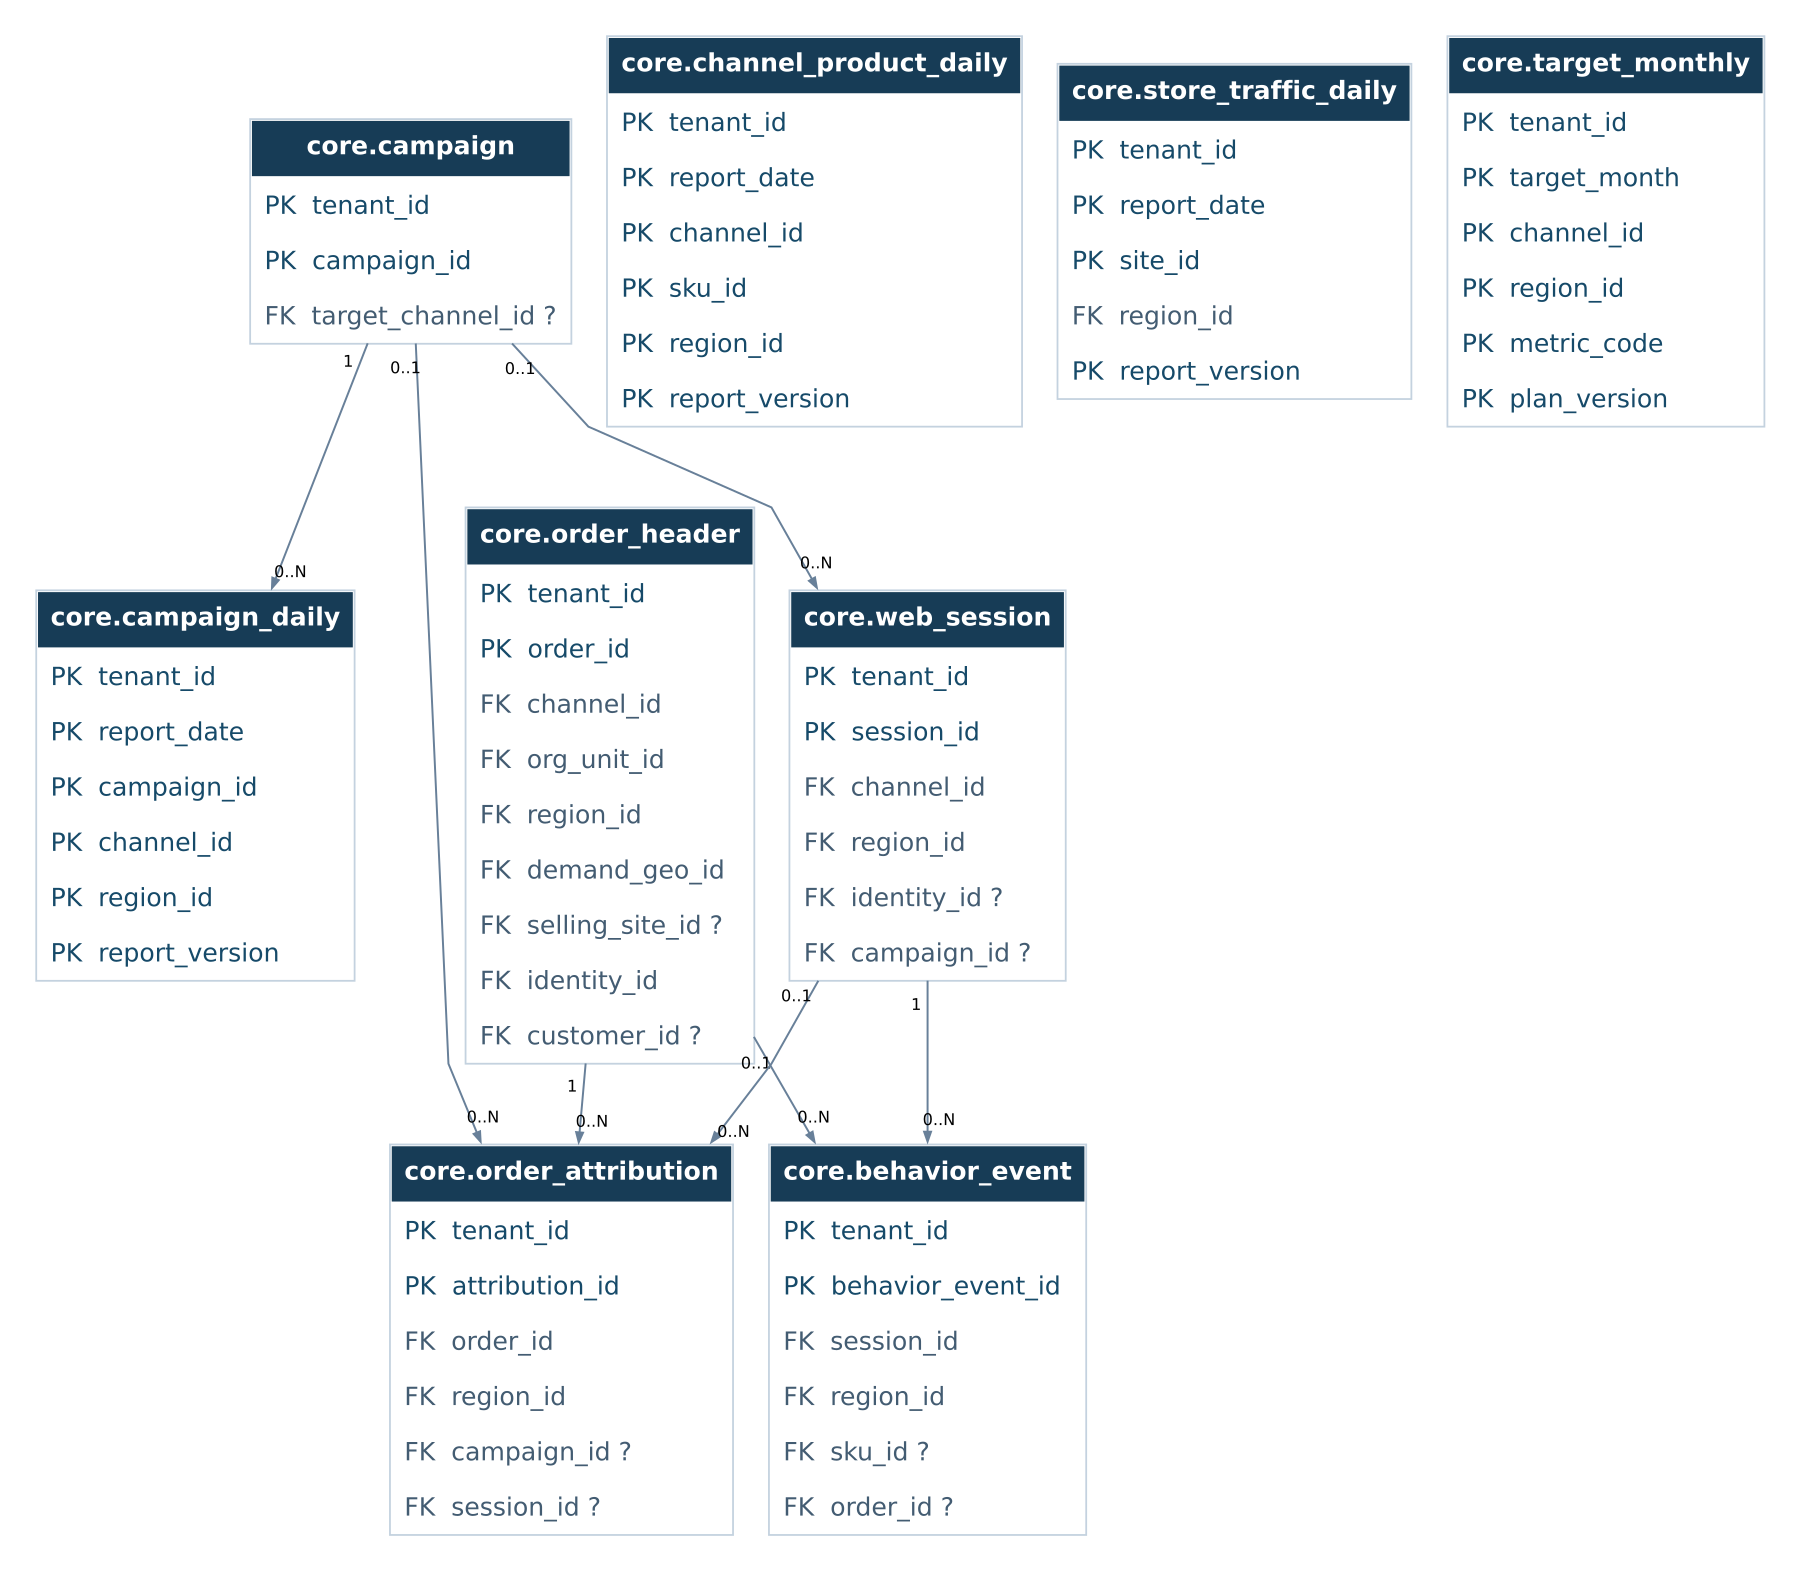 core.campaign
PK tenant_id
PK campaign_id
FK target_channel_id ?
core.channel_product_daily
PK tenant_id
PK report_date
PK channel_id
PK sku_id
PK region_id
PK report_version
core.store_traffic_daily
PK tenant_id
PK report_date
PK site_id
FK region_id
PK report_version
core.target_monthly
PK tenant_id
PK target_month
PK channel_id
PK region_id
PK metric_code
PK plan_version
1
0..1
0..1
0..N
0..N
core.campaign_daily
PK tenant_id
PK report_date
PK campaign_id
PK channel_id
PK region_id
PK report_version
core.order_header
PK tenant_id
PK order_id
FK channel_id
FK org_unit_id
FK region_id
FK demand_geo_id
FK selling_site_id ?
FK identity_id
FK customer_id ?
core.web_session
PK tenant_id
PK session_id
FK channel_id
FK region_id
FK identity_id ?
FK campaign_id ?
0..1
1
0..1
1
0..N
0..N
0..N
0..N
0..N
core.order_attribution
PK tenant_id
PK attribution_id
FK order_id
FK region_id
FK campaign_id ?
FK session_id ?
core.behavior_event
PK tenant_id
PK behavior_event_id
FK session_id
FK region_id
FK sku_id ?
FK order_id ?